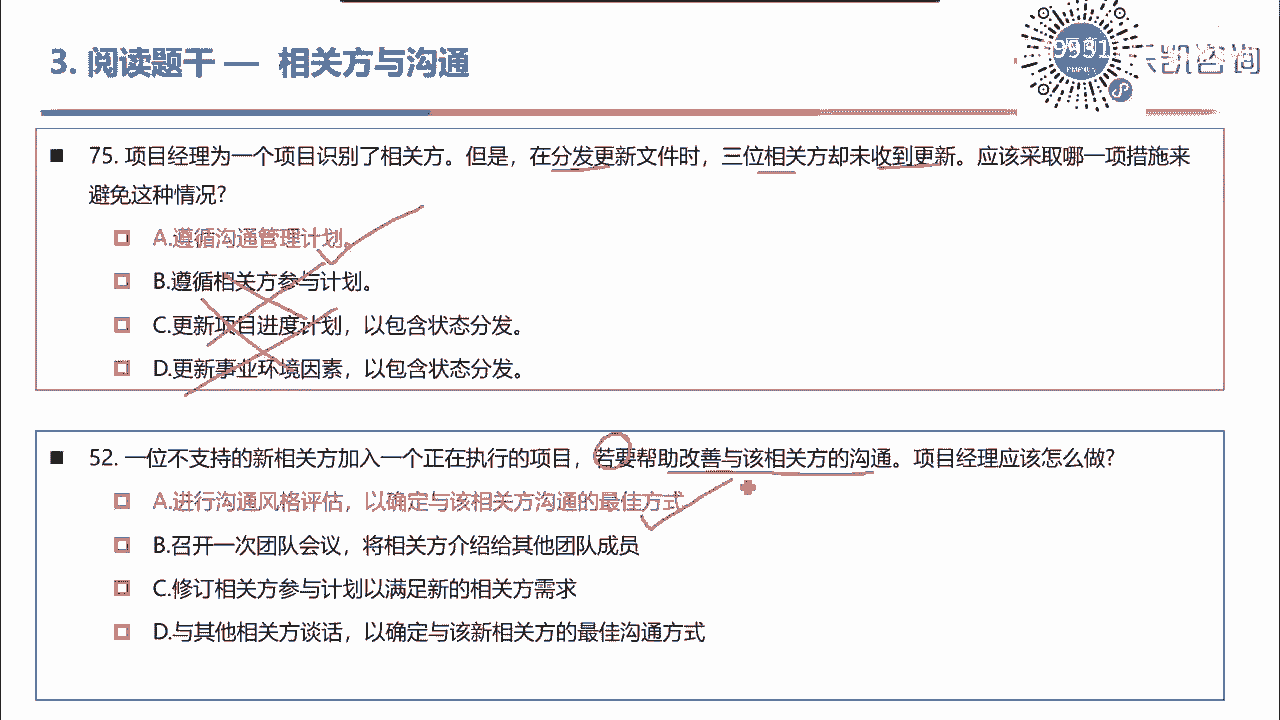 3. 阅读题干 — 相关方与沟通
■ 75. 项目经理为一个项目识别了相关方。但是，在分发更新文件时，三位相关方却未收到更新。应该采取哪一项措施来
避免这种情况?
A.遵循沟通管理计划。
B.遵循相关方参与计划。
C.更新项目进度计划，以包含状态分发。
D.更新事业环境因素，以包含状态分发。
■ 52. 一位不支持的新相关方加入一个正在执行的项目，若要帮助改善与该相关方的沟通。项目经理应该怎么做?
A.进行沟通风格评估，以确定与该相关方沟通的最佳方式
B.召开一次团队会议，将相关方介绍给其他团队成员
C.修订相关方参与计划以满足新的相关方需求
D.与其他相关方谈话，以确定与该新相关方的最佳沟通方式